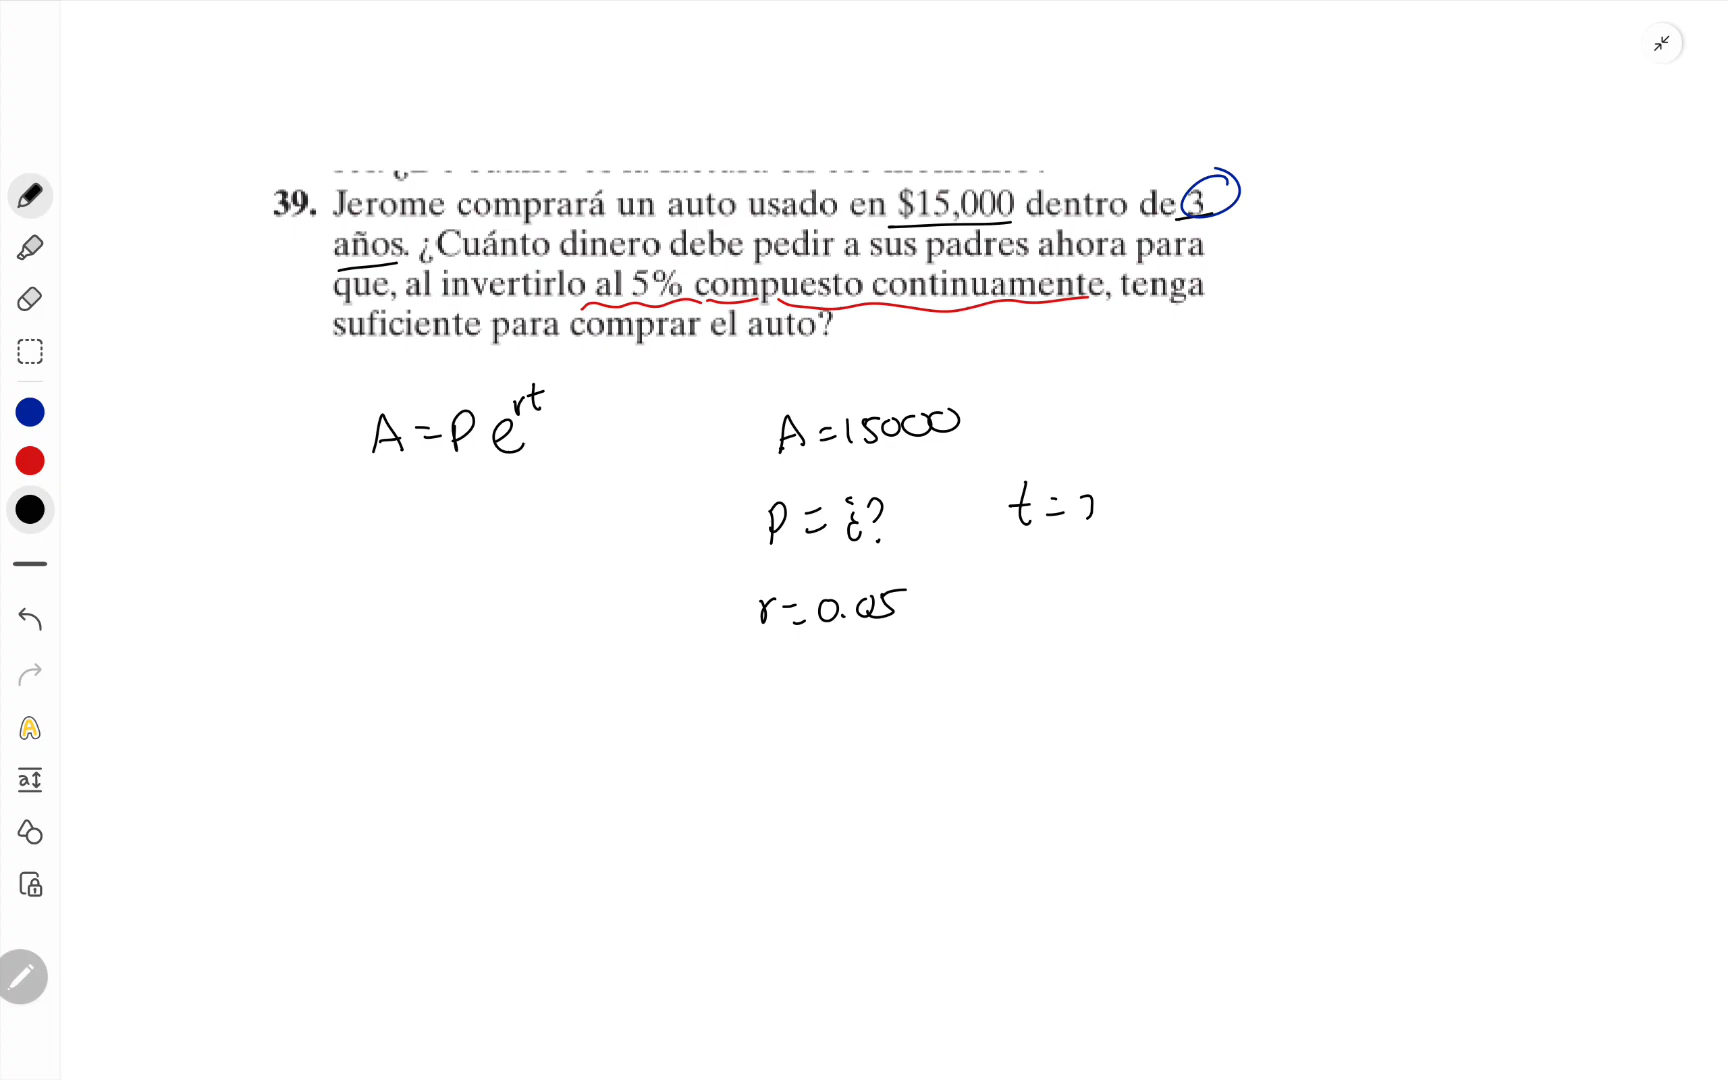 39. Jerome comprará un auto usado en $15,000 dentro de 3
años. ¿Cuánto dinero debe pedir a sus padres ahora para
que, al invertirlo al 5% compuesto continuamente, tenga
suficiente para comprar el auto?
A = P e^rt
A = 15000
P = ¿?
t =
r = 0.05